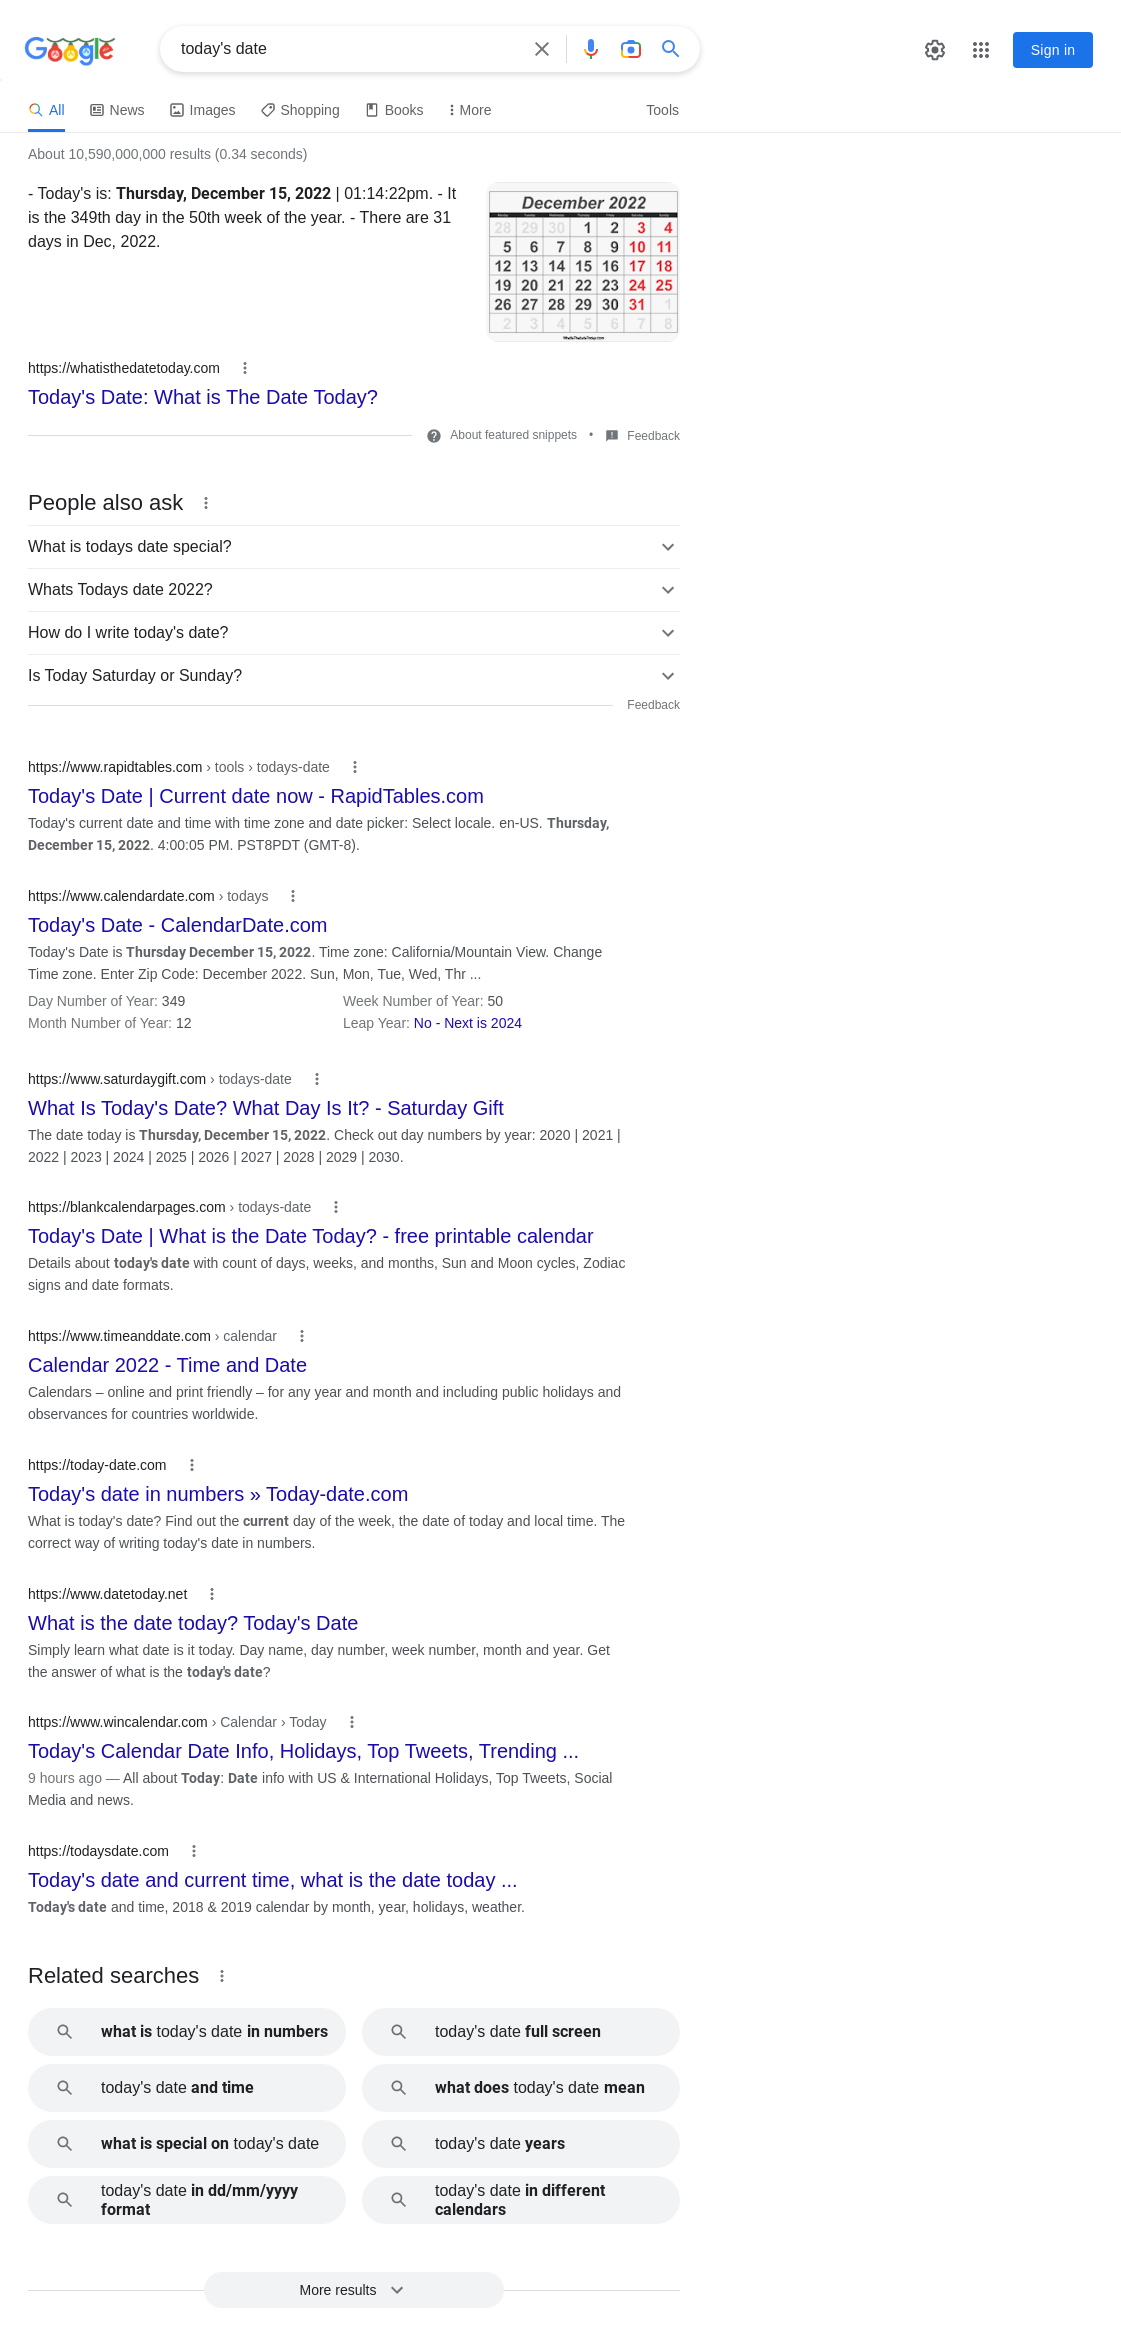 Google
today's date
Sign in
All
News
Images
Shopping
Books
More
Tools
About 10,590,000,000 results (0.34 seconds)
- Today's is: Thursday, December 15, 2022 | 01:14:22pm. - It
is the 349th day in the 50th week of the year. - There are 31
days in Dec, 2022.
December 2022
Monday Tuesday Wednesday Thursday Friday Saturday Sunday
28 29 30 1 2 3 4
5 6 7 8 9 10 11
12 13 14 15 16 17 18
19 20 21 22 23 24 25
26 27 28 29 30 31 1
2 3 4 5 6 7 8
WhatIsTheDateToday.Com
https://whatisthedatetoday.com
Today's Date: What is The Date Today?
About featured snippets • Feedback
People also ask
What is todays date special?
Whats Todays date 2022?
How do I write today's date?
Is Today Saturday or Sunday?
Feedback
https://www.rapidtables.com › tools › todays-date
Today's Date | Current date now - RapidTables.com
Today's current date and time with time zone and date picker: Select locale. en-US. Thursday,
December 15, 2022. 4:00:05 PM. PST8PDT (GMT-8).
https://www.calendardate.com › todays
Today's Date - CalendarDate.com
Today's Date is Thursday December 15, 2022. Time zone: California/Mountain View. Change
Time zone. Enter Zip Code: December 2022. Sun, Mon, Tue, Wed, Thr ...
Day Number of Year: 349
Week Number of Year: 50
Month Number of Year: 12
Leap Year: No - Next is 2024
https://www.saturdaygift.com › todays-date
What Is Today's Date? What Day Is It? - Saturday Gift
The date today is Thursday, December 15, 2022. Check out day numbers by year: 2020 | 2021 |
2022 | 2023 | 2024 | 2025 | 2026 | 2027 | 2028 | 2029 | 2030.
https://blankcalendarpages.com › todays-date
Today's Date | What is the Date Today? - free printable calendar
Details about today's date with count of days, weeks, and months, Sun and Moon cycles, Zodiac
signs and date formats.
https://www.timeanddate.com › calendar
Calendar 2022 - Time and Date
Calendars – online and print friendly – for any year and month and including public holidays and
observances for countries worldwide.
https://today-date.com
Today's date in numbers » Today-date.com
What is today's date? Find out the current day of the week, the date of today and local time. The
correct way of writing today's date in numbers.
https://www.datetoday.net
What is the date today? Today's Date
Simply learn what date is it today. Day name, day number, week number, month and year. Get
the answer of what is the today's date?
https://www.wincalendar.com › Calendar › Today
Today's Calendar Date Info, Holidays, Top Tweets, Trending ...
9 hours ago — All about Today: Date info with US & International Holidays, Top Tweets, Social
Media and news.
https://todaysdate.com
Today's date and current time, what is the date today ...
Today's date and time, 2018 & 2019 calendar by month, year, holidays, weather.
Related searches
what is today's date in numbers
today's date full screen
today's date and time
what does today's date mean
what is special on today's date
today's date years
today's date in dd/mm/yyyy
format
today's date in different
calendars
More results